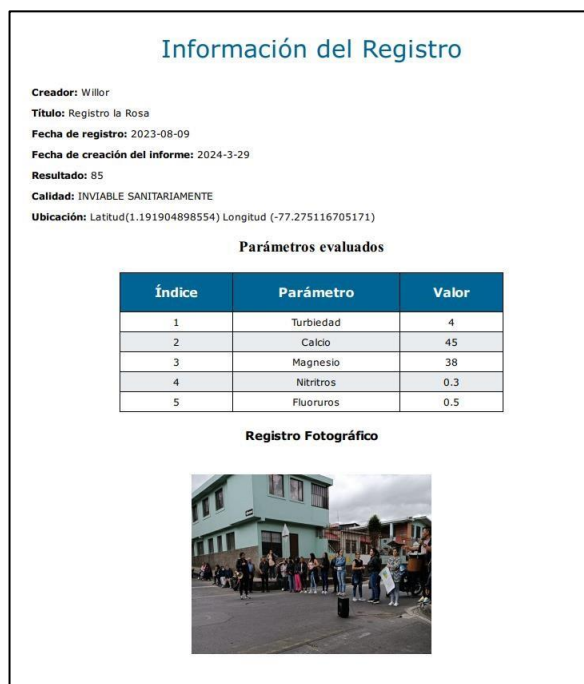 Información del Registro
Creador: Willor
Título: Registro la Rosa
Fecha de registro: 2023-08-09
Fecha de creación del informe: 2024-3-29
Resultado: 85
Calidad: INVIABLE SANITARIAMENTE
Ubicación: Latitud(1.191904898554) Longitud (-77.275116705171)
Parámetros evaluados
Índice Parámetro Valor
1 Turbiedad 4
2 Calcio 45
3 Magnesio 38
4 Nitritros 0.3
5 Fluoruros 0.5
Registro Fotográfico